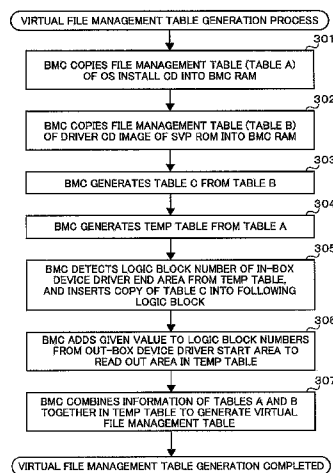 VIRTUAL FILE MANAGEMENT TABLE GENERATION PROCESS
301
BMC COPIES FILE MANAGEMENT TABLE (TABLE A)
OF OS INSTALL CD INTO BMC RAM
302
BMC COPIES FILE MANAGEMENT TABLE (TABLE B)
OF DRIVER CD IMAGE OF SVP ROM INTO BMC RAM
303
BMC GENERATES TABLE C FROM TABLE B
304
BMC GENERATES TEMP TABLE FROM TABLE A
305
BMC DETECTS LOGIC BLOCK NUMBER OF IN-BOX
DEVICE DRIVER END AREA FROM TEMP TABLE,
AND INSERTS COPY OF TABLE C INTO FOLLOWING
LOGIC BLOCK
306
BMC ADDS GIVEN VALUE TO LOGIC BLOCK NUMBERS
FROM OUT-BOX DEVICE DRIVER START AREA TO
READ OUT AREA IN TEMP TABLE
307
BMC COMBINES INFORMATION OF TABLES A AND B
TOGETHER IN TEMP TABLE TO GENERATE VIRTUAL
FILE MANAGEMENT TABLE
VIRTUAL FILE MANAGEMENT TABLE GENERATION COMPLETED